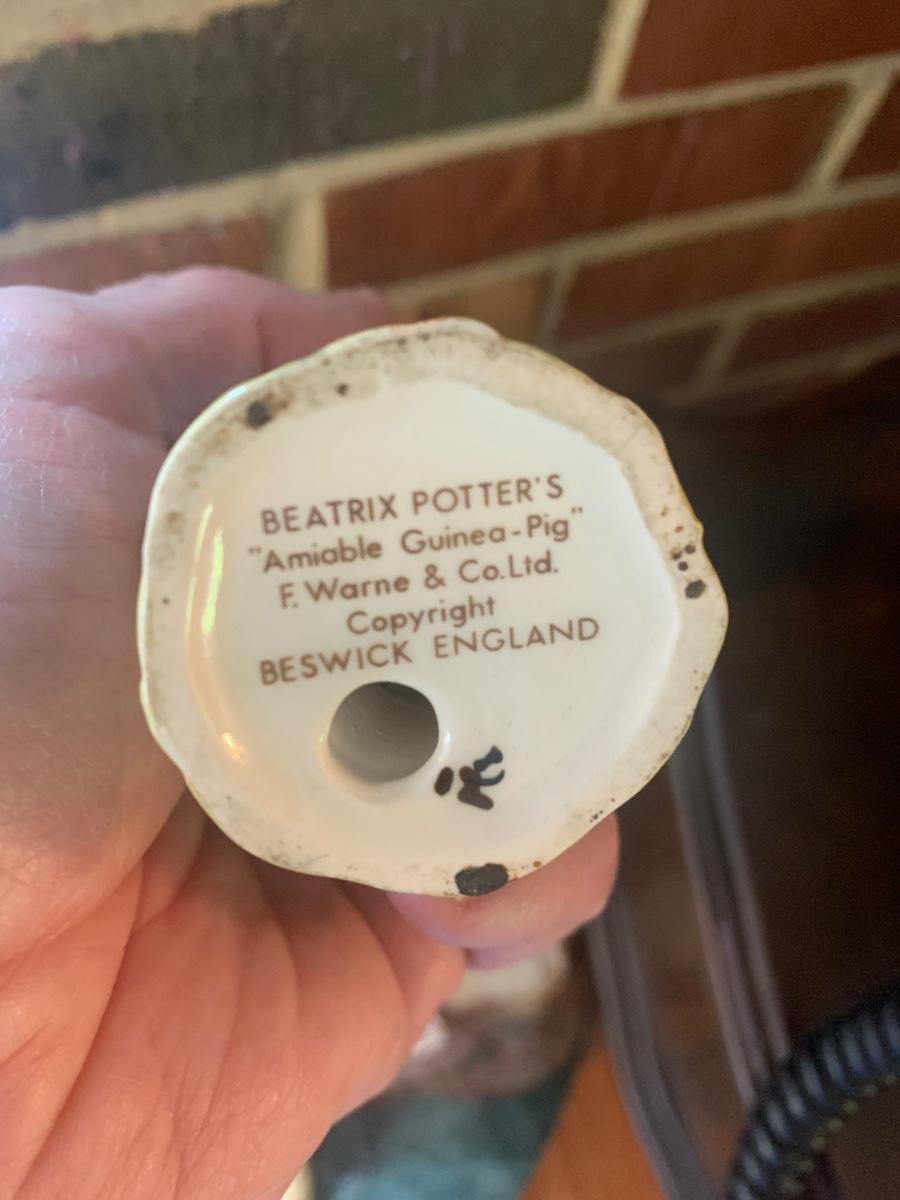 BEATRIX POTTER'S
"Amiable Guinea-Pig"
F. Warne & Co.Ltd.
Copyright
BESWICK ENGLAND